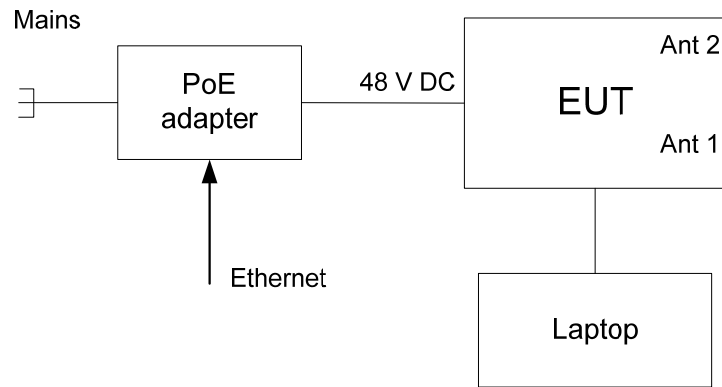 Mains
PoE
adapter
48 V DC
Ant 2
EUT
Ant 1
Ethernet
Laptop